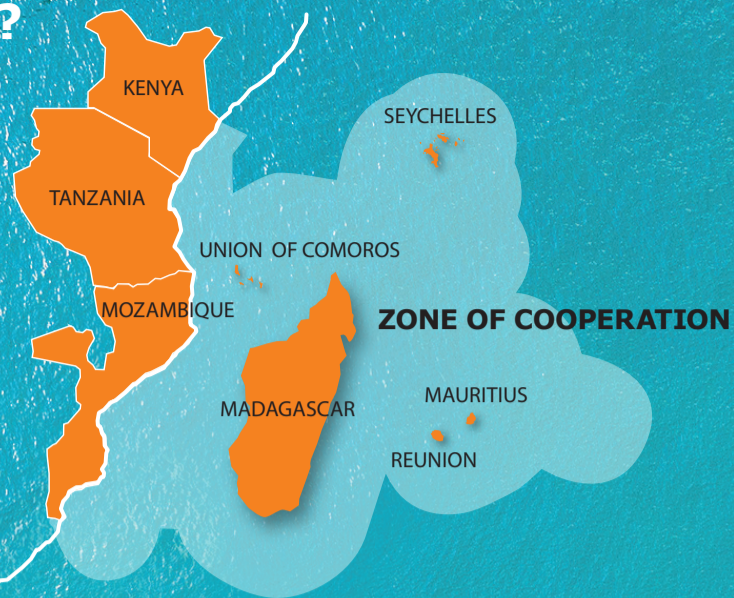 ?
KENYA
SEYCHELLES
TANZANIA
UNION OF COMOROS
MOZAMBIQUE
ZONE OF COOPERATION
MAURITIUS
MADAGASCAR
REUNION